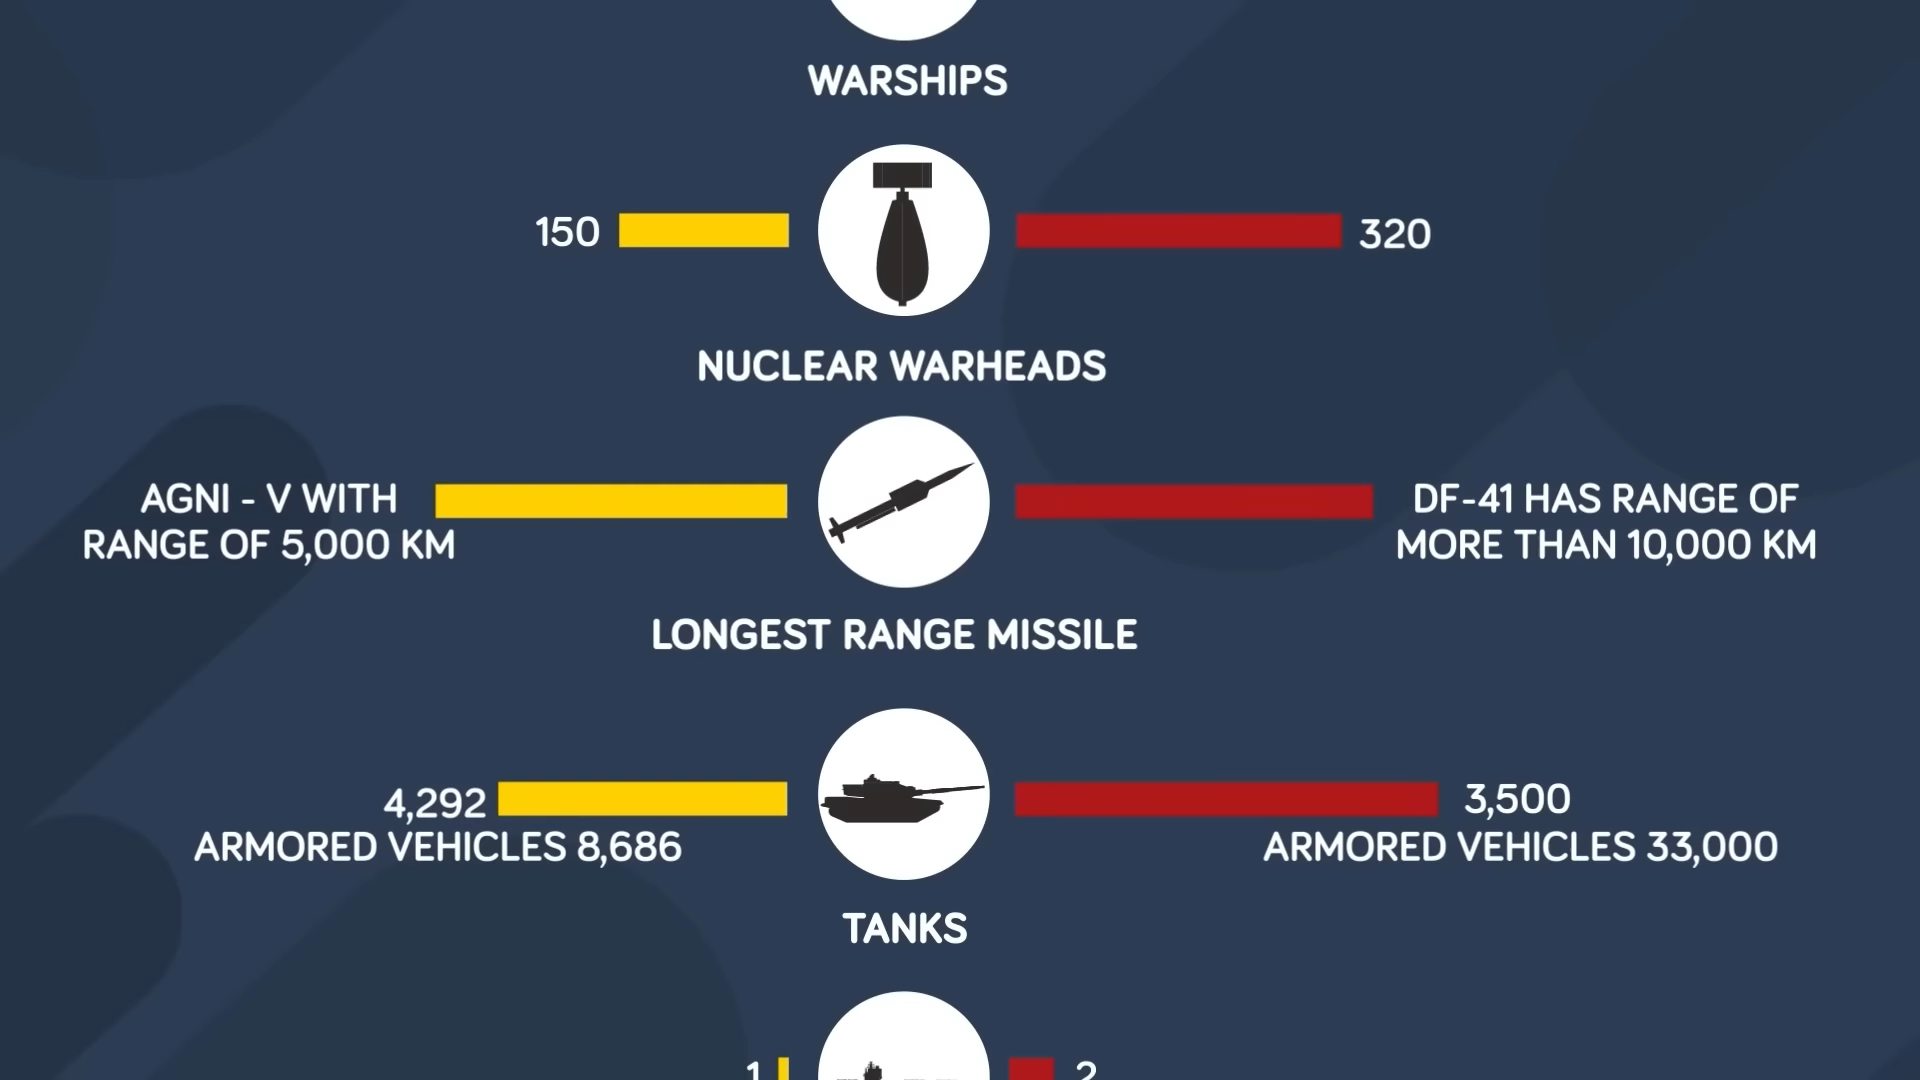 WARSHIPS
150
320
NUCLEAR WARHEADS
AGNI - V WITH
RANGE OF 5,000 KM
DF-41 HAS RANGE OF
MORE THAN 10,000 KM
LONGEST RANGE MISSILE
4,292
ARMORED VEHICLES 8,686
3,500
ARMORED VEHICLES 33,000
TANKS
1
2